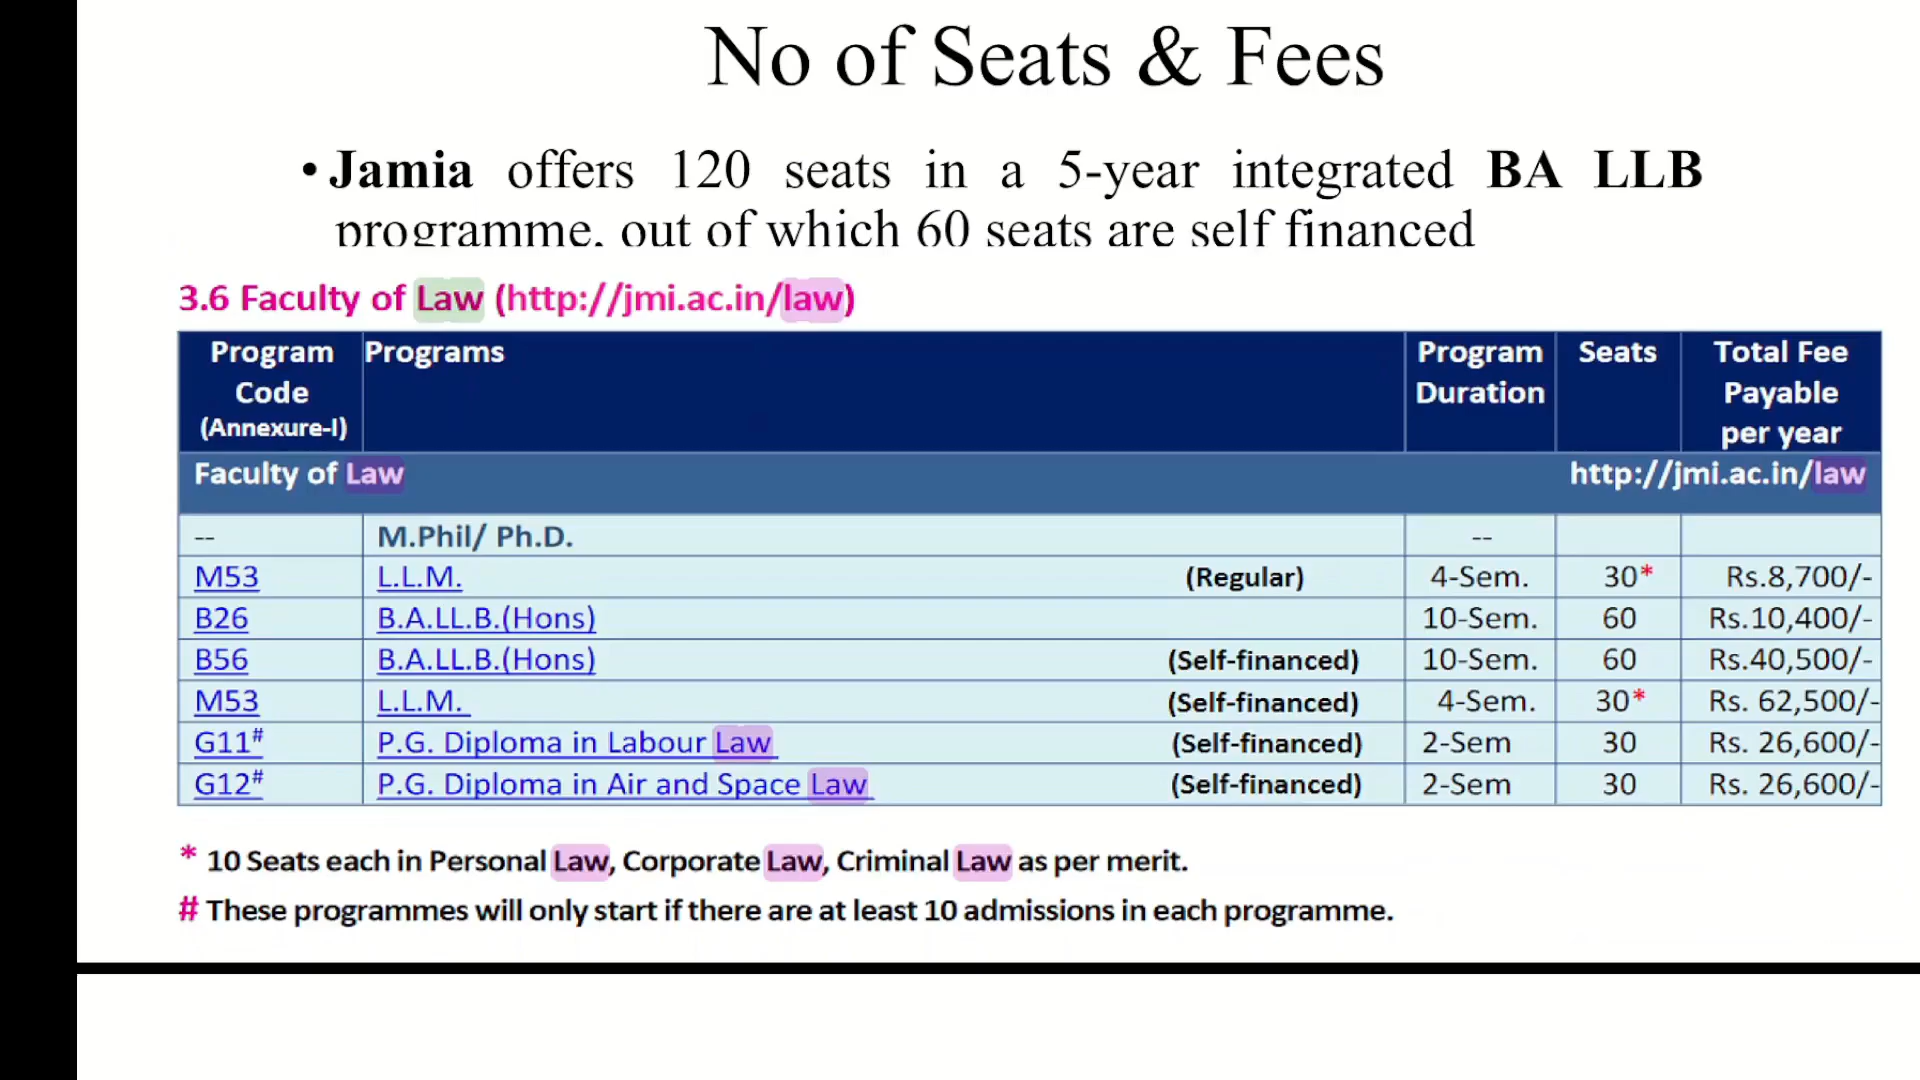 No of Seats & Fees
• Jamia offers 120 seats in a 5-year integrated BA LLB
programme, out of which 60 seats are self financed
3.6 Faculty of Law (http://jmi.ac.in/law)
Program Code (Annexure-I) Programs Program Duration Seats Total Fee Payable per year
Faculty of Law http://jmi.ac.in/law
-- M.Phil/ Ph.D. --
M53 L.L.M. (Regular) 4-Sem. 30* Rs.8,700/-
B26 B.A.LL.B.(Hons) 10-Sem. 60 Rs.10,400/-
B56 B.A.LL.B.(Hons) (Self-financed) 10-Sem. 60 Rs.40,500/-
M53 L.L.M. (Self-financed) 4-Sem. 30* Rs. 62,500/-
G11# P.G. Diploma in Labour Law (Self-financed) 2-Sem 30 Rs. 26,600/-
G12# P.G. Diploma in Air and Space Law (Self-financed) 2-Sem 30 Rs. 26,600/-
* 10 Seats each in Personal Law, Corporate Law, Criminal Law as per merit.
# These programmes will only start if there are at least 10 admissions in each programme.